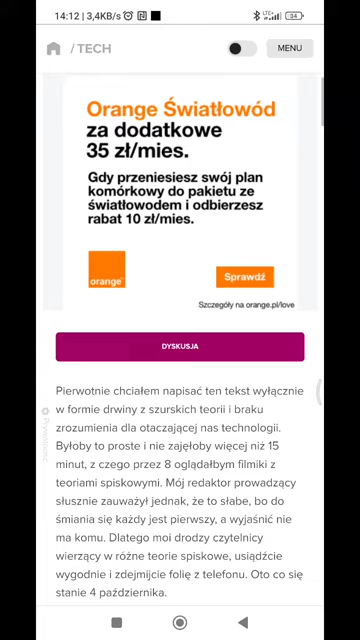 14:12 | 3,4KB/s
LTE
34
/ TECH
MENU
Orange Światłowód
za dodatkowe
35 zł/mies.
Gdy przeniesiesz swój plan
komórkowy do pakietu ze
światłowodem i odbierzesz
rabat 10 zł/mies.
orange
Sprawdź
Szczegóły na orange.pl/love
DYSKUSJA
Prywatność
Pierwotnie chciałem napisać ten tekst wyłącznie
w formie drwiny z szurskich teorii i braku
zrozumienia dla otaczającej nas technologii.
Byłoby to proste i nie zajęłoby więcej niż 15
minut, z czego przez 8 oglądałbym filmiki z
teoriami spiskowymi. Mój redaktor prowadzący
słusznie zauważył jednak, że to słabe, bo do
śmiania się każdy jest pierwszy, a wyjaśnić nie
ma komu. Dlatego moi drodzy czytelnicy
wierzący w różne teorie spiskowe, usiądźcie
wygodnie i zdejmijcie folię z telefonu. Oto co się
stanie 4 października.